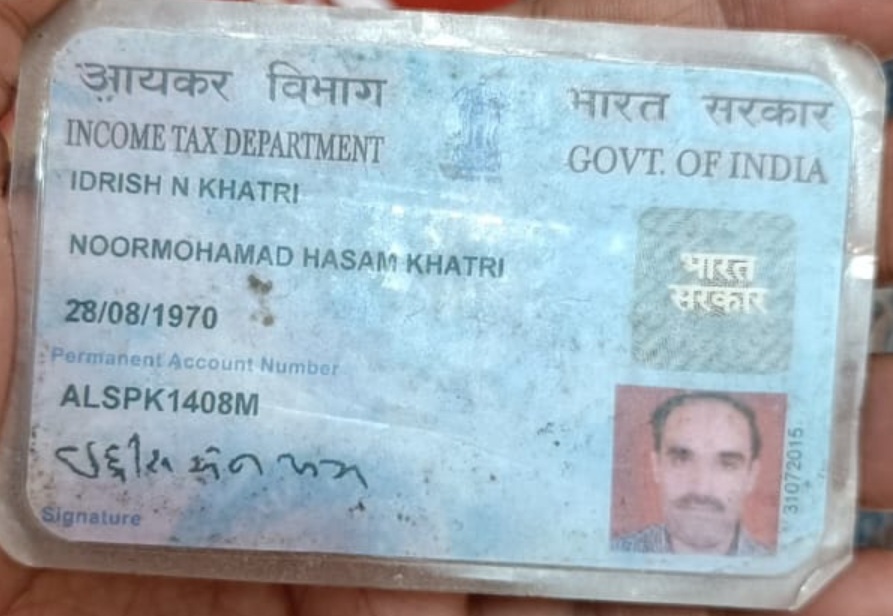 आयकर विभाग
भारत सरकार
INCOME TAX DEPARTMENT
GOVT. OF INDIA
IDRISH N KHATRI
NOORMOHAMAD HASAM KHATRI
28/08/1970
Permanent Account Number
ALSPK1408M
Signature
भारत
सरकार
31072015